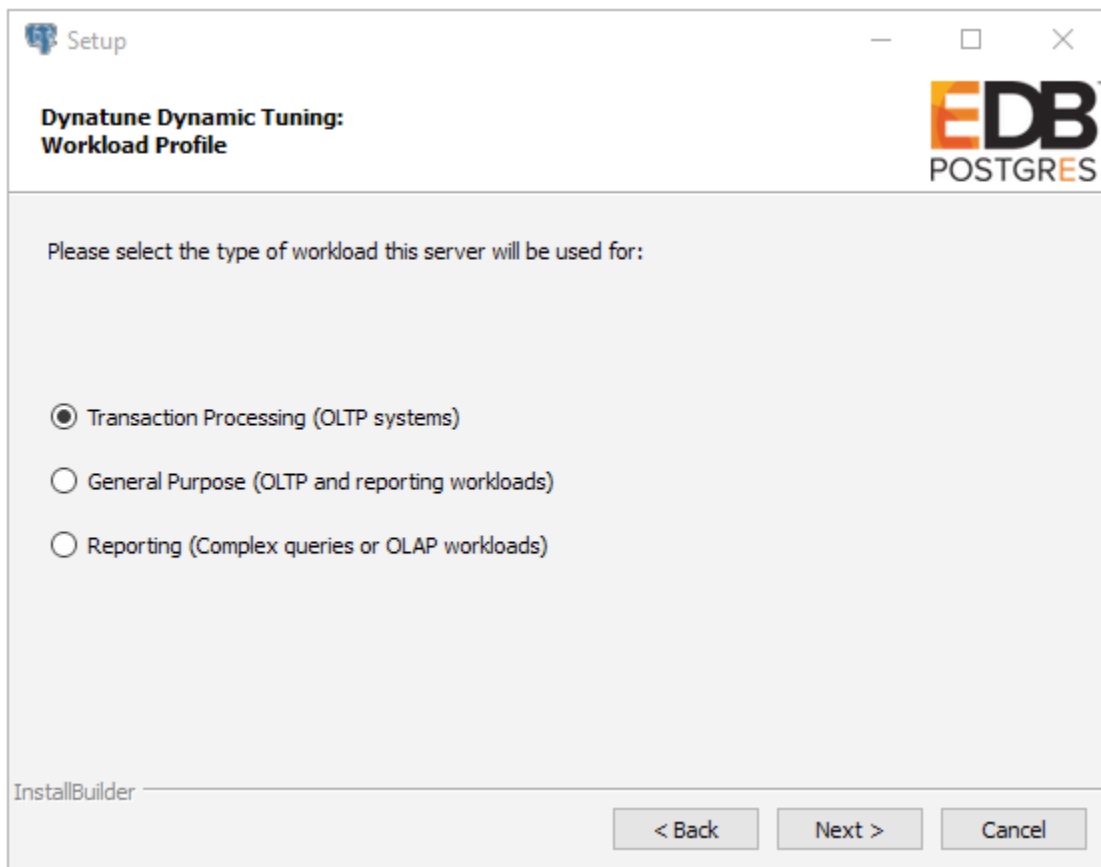 Setup
Dynatune Dynamic Tuning:
Workload Profile
EDB
POSTGRES
Please select the type of workload this server will be used for:
Transaction Processing (OLTP systems)
General Purpose (OLTP and reporting workloads)
Reporting (Complex queries or OLAP workloads)
InstallBuilder
< Back
Next >
Cancel